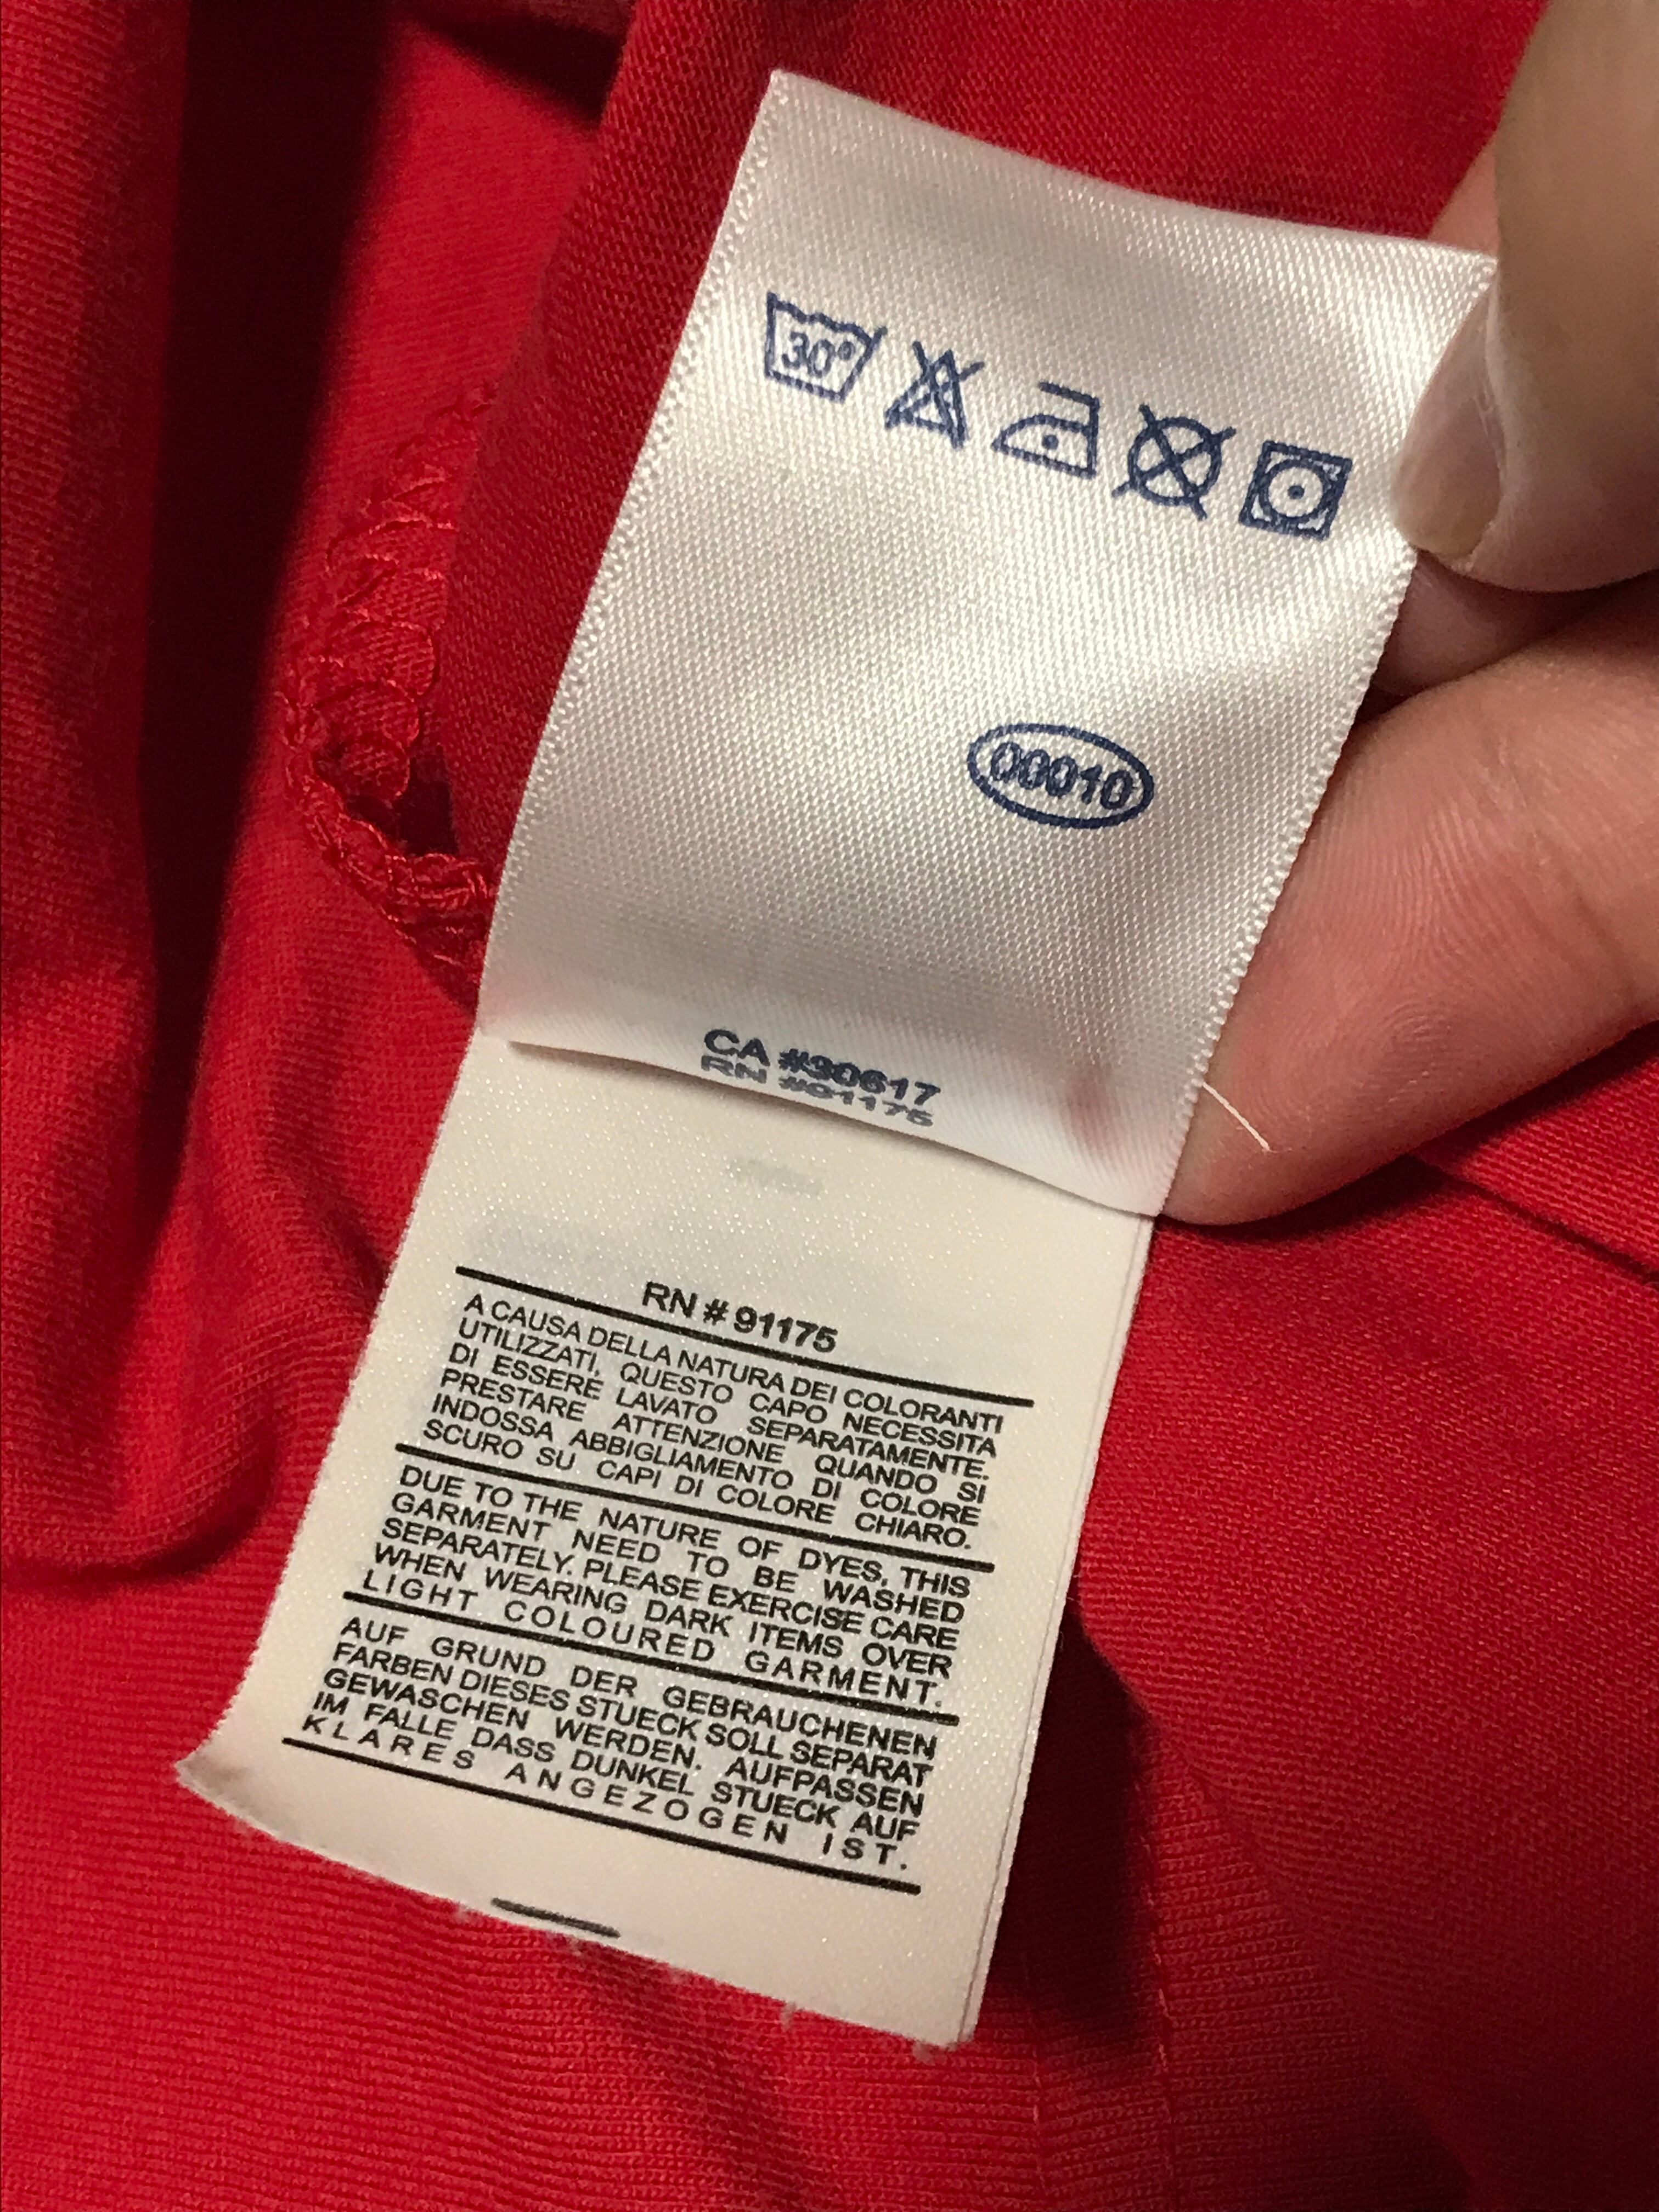 30°
00010
CA #30617
RN #91175
RN # 91175
A CAUSA DELLA NATURA DEI COLORANTI
UTILIZZATI, QUESTO CAPO NECESSITA
DI ESSERE LAVATO SEPARATAMENTE.
PRESTARE ATTENZIONE QUANDO SI
INDOSSA ABBIGLIAMENTO DI COLORE
SCURO SU CAPI DI COLORE CHIARO.
DUE TO THE NATURE OF DYES, THIS
GARMENT NEED TO BE WASHED
SEPARATELY. PLEASE EXERCISE CARE
WHEN WEARING DARK ITEMS OVER
LIGHT COLOURED GARMENT.
AUF GRUND DER GEBRAUCHENEN
FARBEN DIESES STUECK SOLL SEPARAT
GEWASCHEN WERDEN. AUFPASSEN
IM FALLE DASS DUNKEL STUECK AUF
KLARES ANGEZOGEN IST.